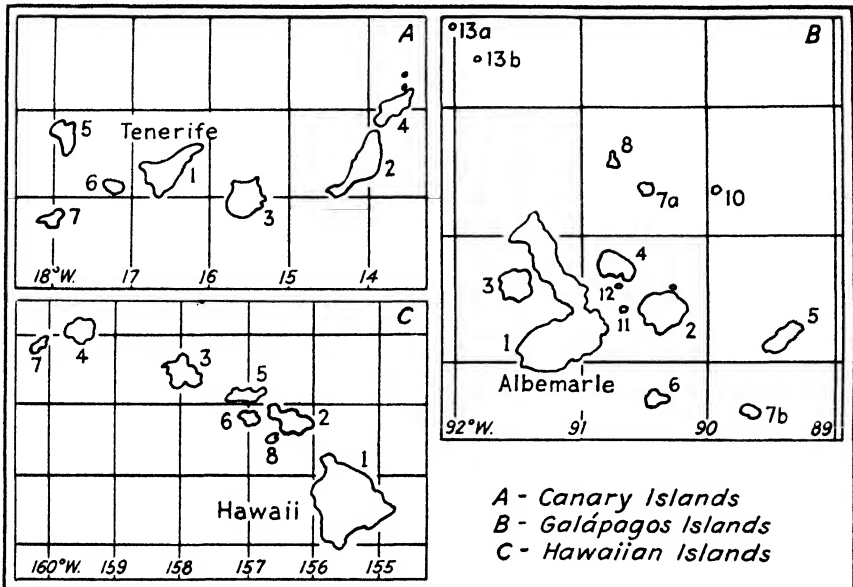 A
Tenerife
5
4
6
1
2
3
7
18°W.
17
16
15
14
C
7
4
3
5
6
2
8
1
Hawaii
160°W.
159
158
157
156
155
13a
B
13b
8
7a
10
4
3
12
11
2
5
1
Albemarle
6
7b
92°W.
91
90
89
A - Canary Islands
B - Galápagos Islands
C - Hawaiian Islands